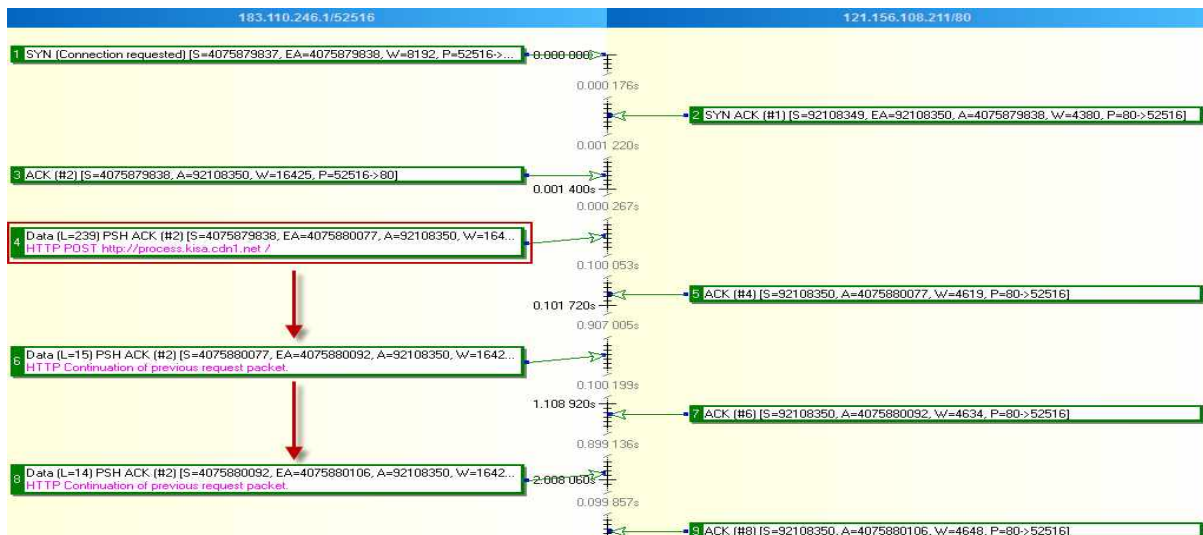 183.110.246.1/52516
121.156.108.211/80
1 SYN (Connection requested) [S=4075879837, EA=4075879838, W=8192, P=52516->...
0.000 000
0.000 176s
2 SYN ACK (#1) [S=92108349, EA=92108350, A=4075879838, W=4380, P=80->52516]
0.001 220s
3 ACK (#2) [S=4075879838, A=92108350, W=16425, P=52516->80]
0.001 400s
0.000 267s
4 Data (L=239) PSH ACK (#2) [S=4075879838, EA=4075880077, A=92108350, W=164...
HTTP POST http://process.kisa.cdn1.net /
0.100 053s
5 ACK (#4) [S=92108350, A=4075880077, W=4619, P=80->52516]
0.101 720s
0.907 005s
6 Data (L=15) PSH ACK (#2) [S=4075880077, EA=4075880092, A=92108350, W=1642...
HTTP Continuation of previous request packet.
0.100 199s
1.108 920s
7 ACK (#6) [S=92108350, A=4075880092, W=4634, P=80->52516]
0.899 136s
8 Data (L=14) PSH ACK (#2) [S=4075880092, EA=4075880106, A=92108350, W=1642...
HTTP Continuation of previous request packet.
2.008 060s
0.099 857s
9 ACK (#8) [S=92108350, A=4075880106, W=4648, P=80->52516]